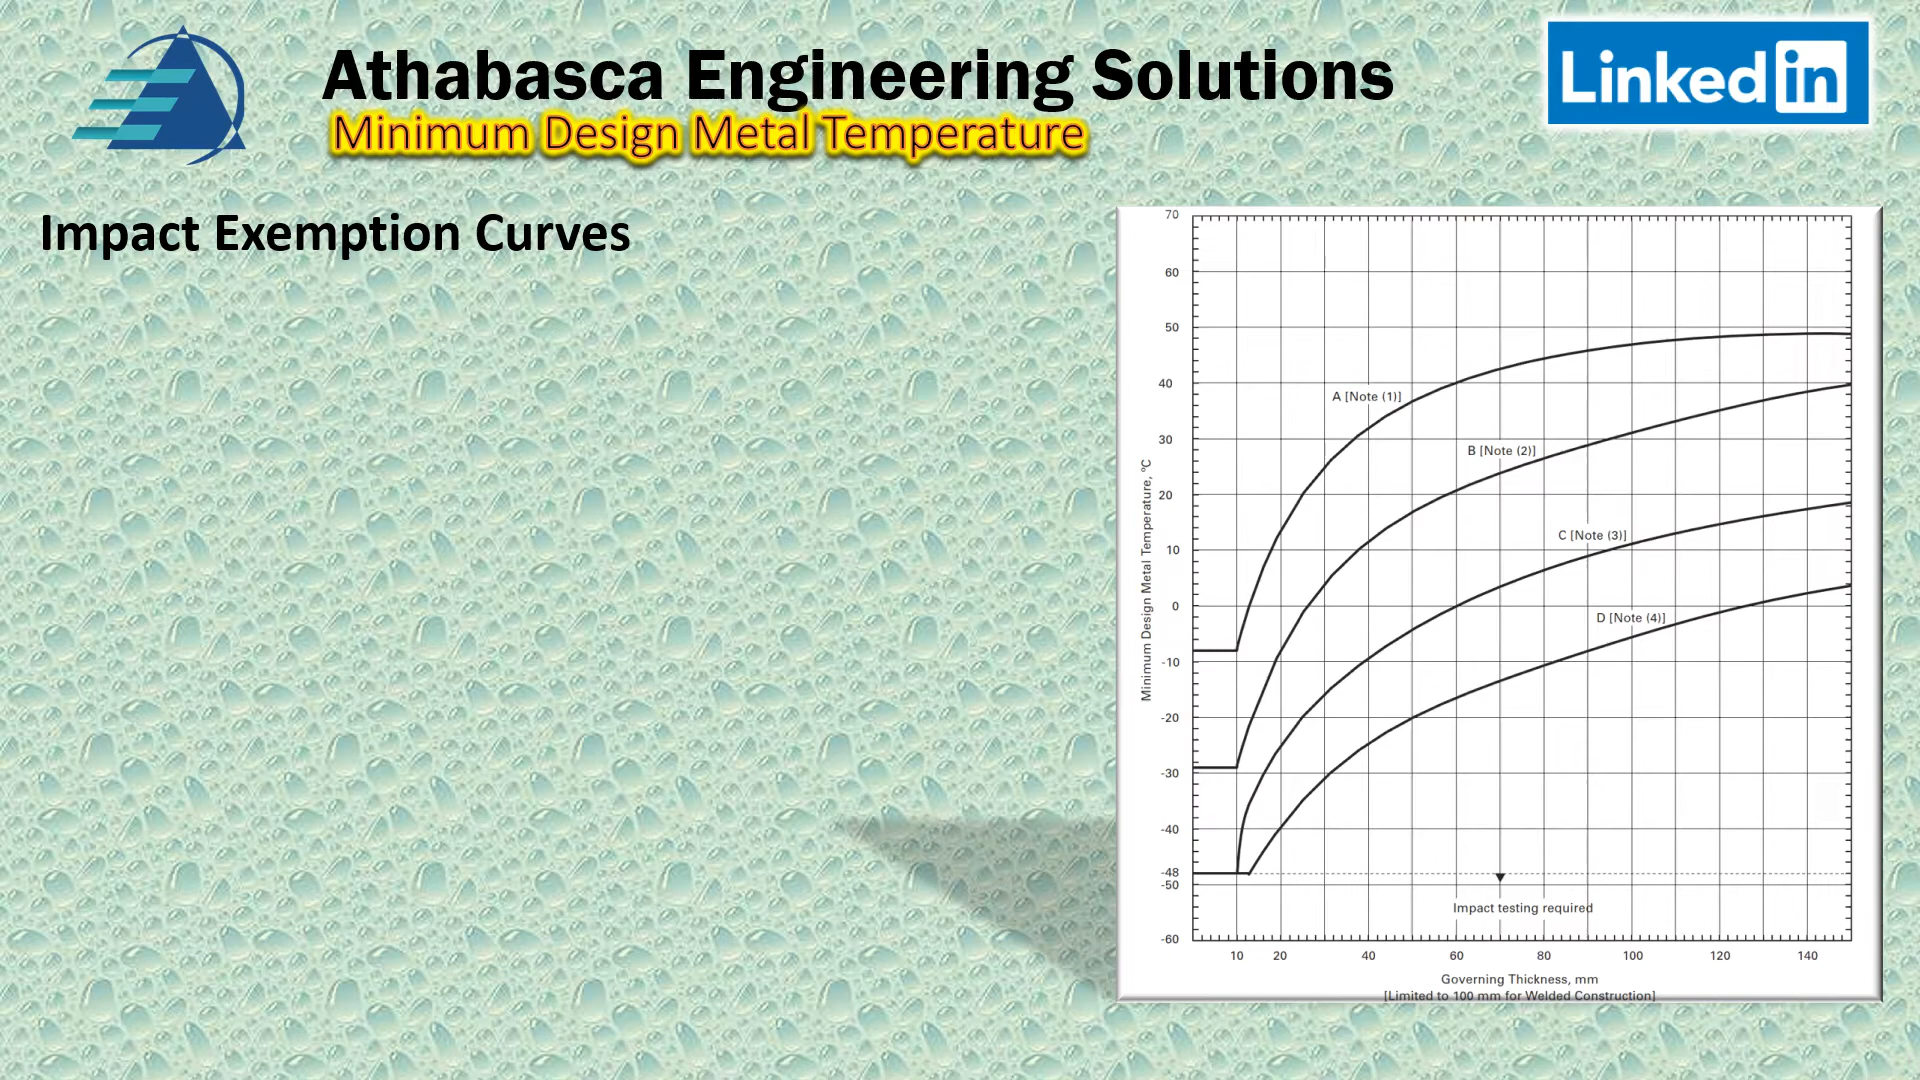 Athabasca Engineering Solutions
Minimum Design Metal Temperature
Linked in
Impact Exemption Curves
70
60
50
40
30
20
10
0
-10
-20
-30
-40
-48
-50
-60
Minimum Design Metal Temperature, ºC
A [Note (1)]
B [Note (2)]
C [Note (3)]
D [Note (4)]
Impact testing required
10 20 40 60 80 100 120 140
Governing Thickness, mm
[Limited to 100 mm for Welded Construction]